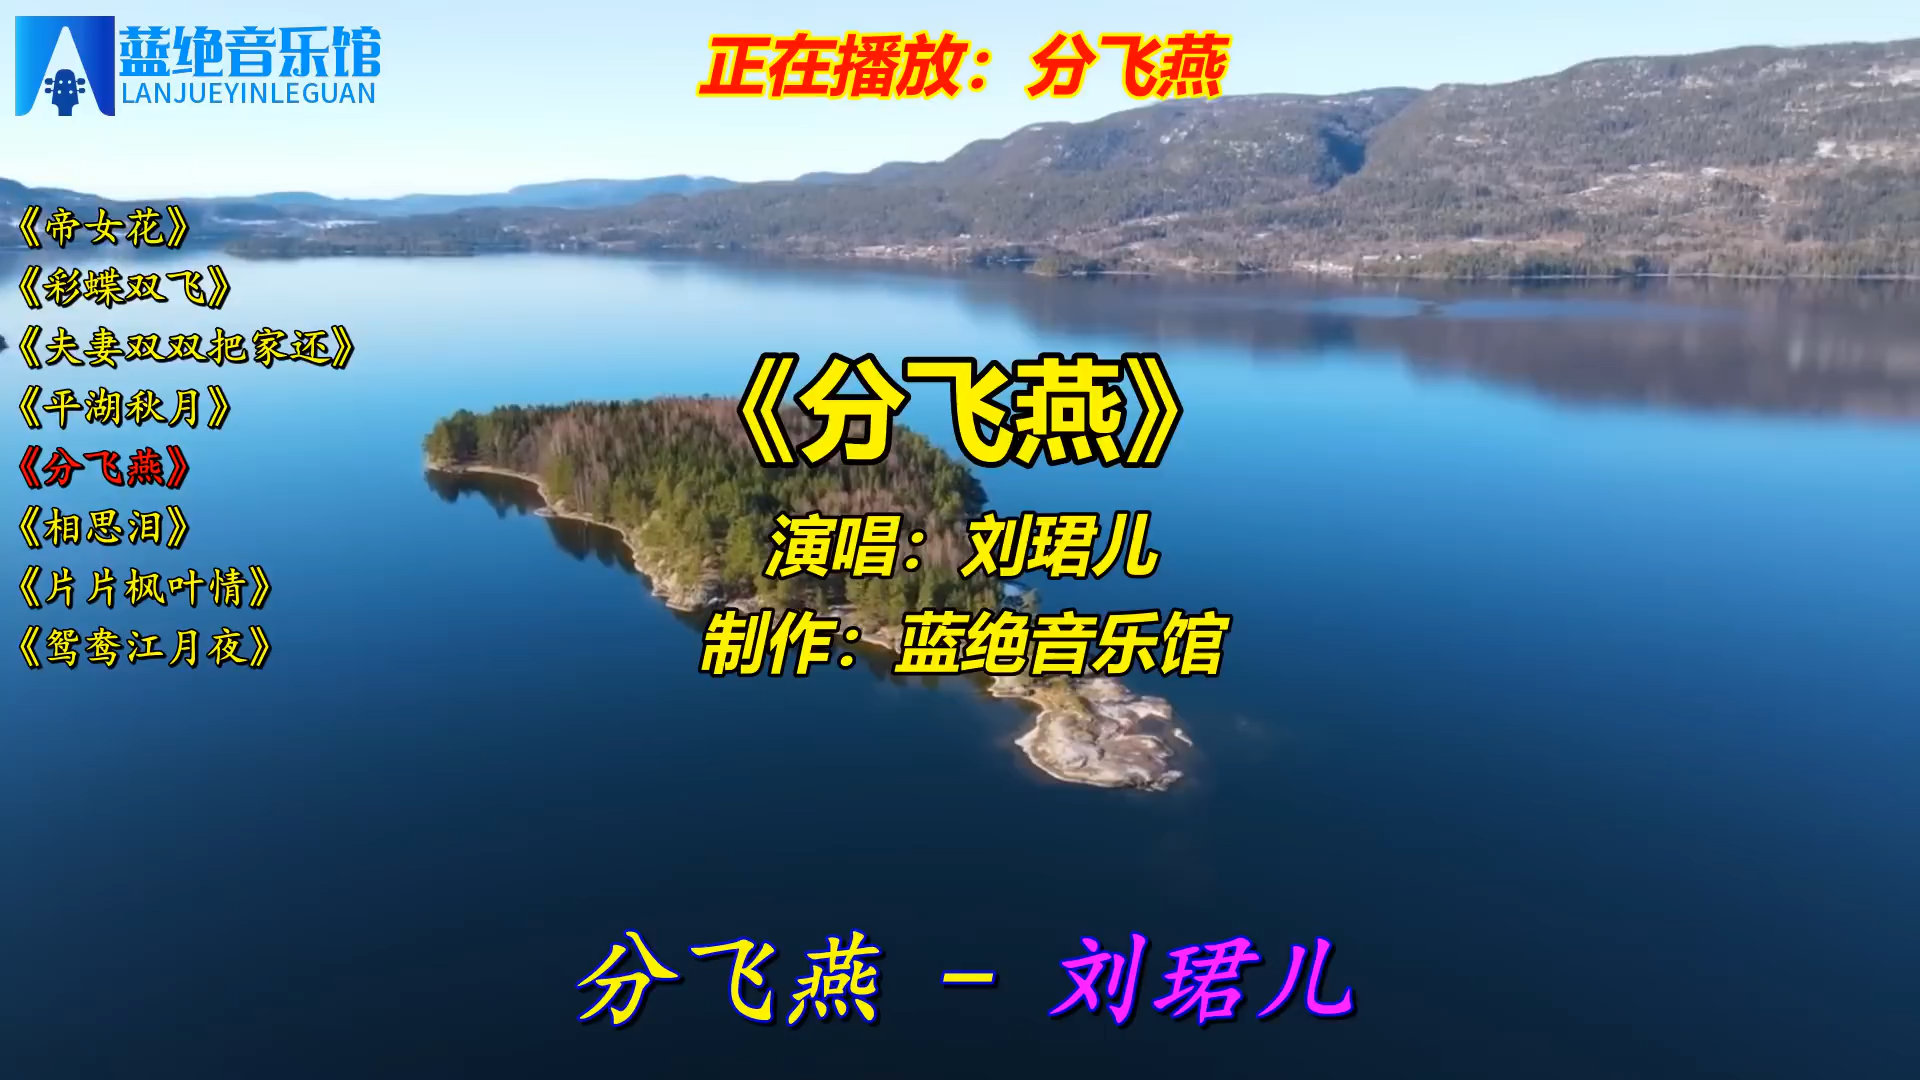 蓝绝音乐馆
LANJUEYINLEGUAN
正在播放：分飞燕
《帝女花》
《彩蝶双飞》
《夫妻双双把家还》
《平湖秋月》
《分飞燕》
《相思泪》
《片片枫叶情》
《鸳鸯江月夜》
《分飞燕》
演唱：刘珺儿
制作：蓝绝音乐馆
分飞燕 - 刘珺儿